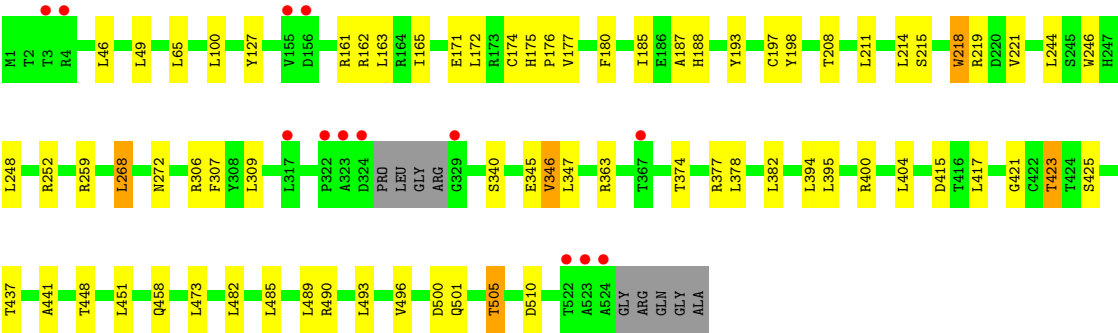 M1 T2 T3 R4 L46 L49 L65 L100 Y127 V155 D156 R161 R162 L163 R164 I165 E171 L172 R173 C174 H175 P176 V177 F180 I185 E186 A187 H188 Y193 C197 Y198 T208 L211 L214 S215 W218 R219 D220 V221 L244 S245 W246 H247
L248 R252 R259 L268 N272 R306 F307 Y308 L309 L317 P322 A323 D324 PRO LEU GLY ARG G329 S340 E345 V346 L347 R363 T367 T374 R377 L378 L382 L394 L395 R400 L404 D415 T416 L417 G421 C422 T423 T424 S425
T437 A441 T448 L451 Q458 L473 L482 L485 L489 R490 L493 V496 D500 Q501 T505 D510 T522 A523 A524 GLY ARG GLN GLY ALA